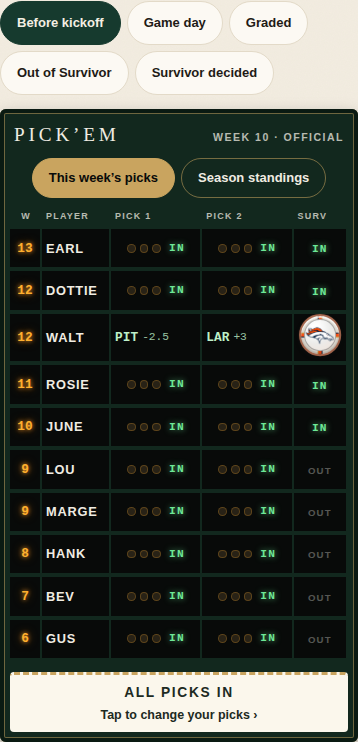 Before kickoff Game day Graded
Out of Survivor Survivor decided
PICK’EM WEEK 10 · OFFICIAL
This week’s picks Season standings
W PLAYER PICK 1 PICK 2 SURV
13 EARL IN IN IN
12 DOTTIE IN IN IN
12 WALT PIT -2.5 LAR +3
11 ROSIE IN IN IN
10 JUNE IN IN IN
9 LOU IN IN OUT
9 MARGE IN IN OUT
8 HANK IN IN OUT
7 BEV IN IN OUT
6 GUS IN IN OUT
ALL PICKS IN
Tap to change your picks ›